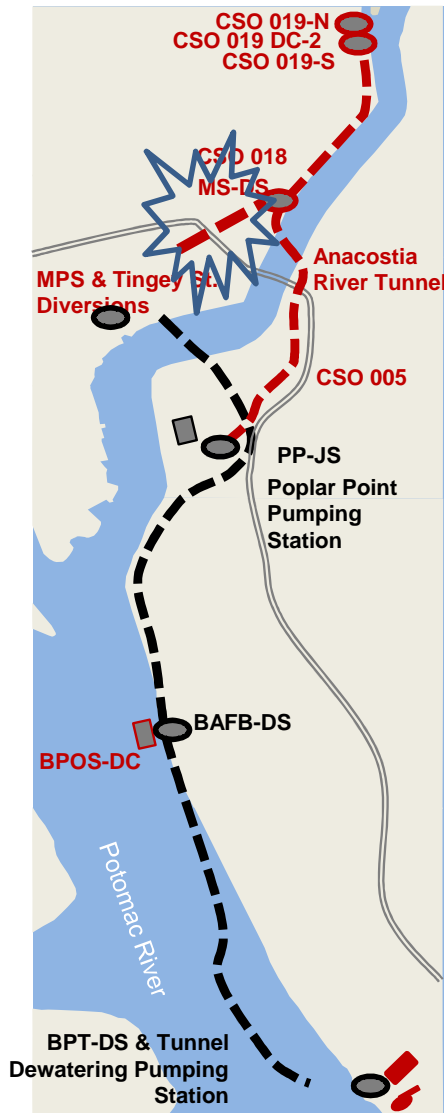 CSO 019-N
CSO 019 DC-2
CSO 019-S
CSO 018
MS-DS
Anacostia
River Tunnel
MPS & Tingey St.
Diversions
CSO 005
PP-JS
Poplar Point
Pumping
Station
BAFB-DS
BPOS-DC
Potomac River
BPT-DS & Tunnel
Dewatering Pumping
Station